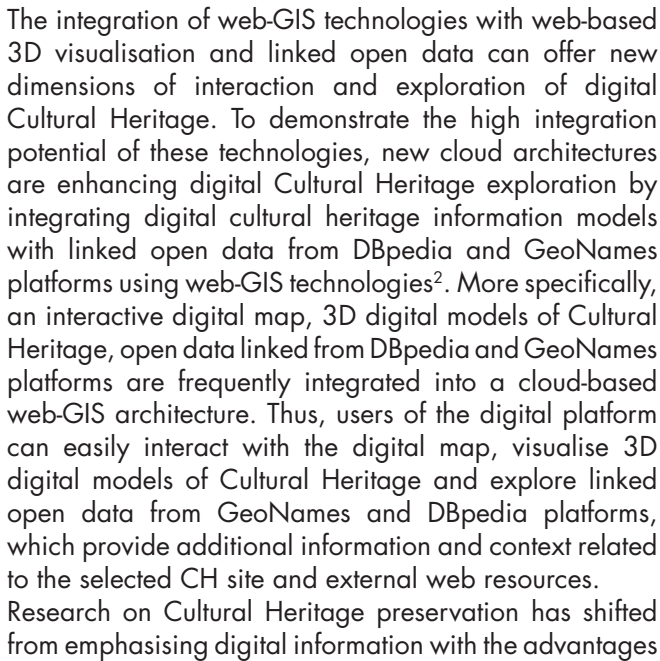 The integration of web-GIS technologies with web-based
3D visualisation and linked open data can offer new
dimensions of interaction and exploration of digital
Cultural Heritage. To demonstrate the high integration
potential of these technologies, new cloud architectures
are enhancing digital Cultural Heritage exploration by
integrating digital cultural heritage information models
with linked open data from DBpedia and GeoNames
platforms using web-GIS technologies². More specifically,
an interactive digital map, 3D digital models of Cultural
Heritage, open data linked from DBpedia and GeoNames
platforms are frequently integrated into a cloud-based
web-GIS architecture. Thus, users of the digital platform
can easily interact with the digital map, visualise 3D
digital models of Cultural Heritage and explore linked
open data from GeoNames and DBpedia platforms,
which provide additional information and context related
to the selected CH site and external web resources.
Research on Cultural Heritage preservation has shifted
from emphasising digital information with the advantages